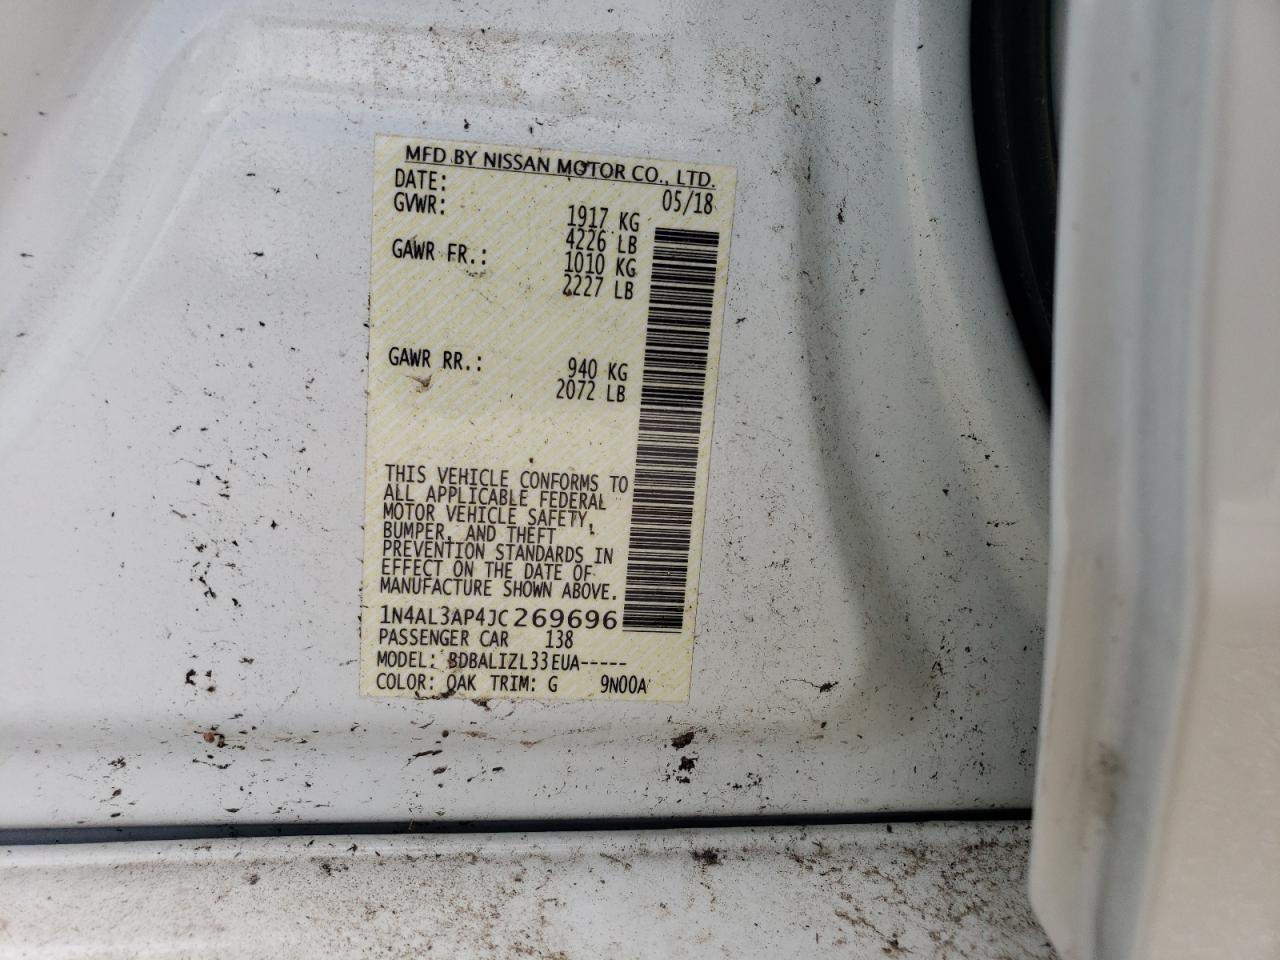 MFD BY NISSAN MOTOR CO., LTD.
DATE: 05/18
GVWR: 1917 KG
4226 LB
GAWR FR.: 1010 KG
2227 LB
GAWR RR.: 940 KG
2072 LB
THIS VEHICLE CONFORMS TO
ALL APPLICABLE FEDERAL
MOTOR VEHICLE SAFETY,
BUMPER, AND THEFT
PREVENTION STANDARDS IN
EFFECT ON THE DATE OF
MANUFACTURE SHOWN ABOVE.
1N4AL3AP4JC269696
PASSENGER CAR 138
MODEL: BDBALIZL33EUA-----
COLOR: QAK TRIM: G 9N00A